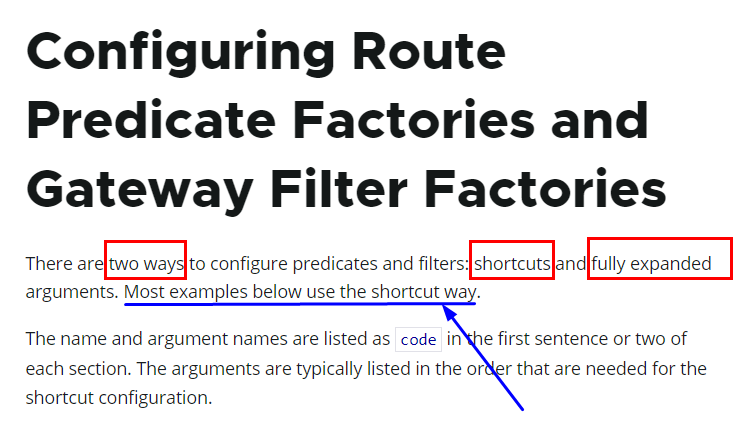 Configuring Route
Predicate Factories and
Gateway Filter Factories
There are two ways to configure predicates and filters: shortcuts and fully expanded
arguments. Most examples below use the shortcut way.
The name and argument names are listed as code in the first sentence or two of
each section. The arguments are typically listed in the order that are needed for the
shortcut configuration.